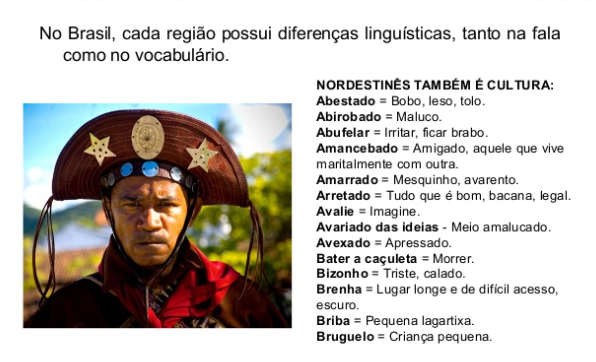 No Brasil, cada região possui diferenças linguísticas, tanto na fala
como no vocabulário.
NORDESTINÊS TAMBÉM É CULTURA:
Abestado = Bobo, leso, tolo.
Abirobado = Maluco.
Abufelar = Irritar, ficar brabo.
Amancebado = Amigado, aquele que vive
maritalmente com outra.
Amarrado = Mesquinho, avarento.
Arretado = Tudo que é bom, bacana, legal.
Avalie = Imagine.
Avariado das ideias - Meio amalucado.
Avexado = Apressado.
Bater a caçuleta = Morrer.
Bizonho = Triste, calado.
Brenha = Lugar longe e de difícil acesso,
escuro.
Briba = Pequena lagartixa.
Bruguelo = Criança pequena.